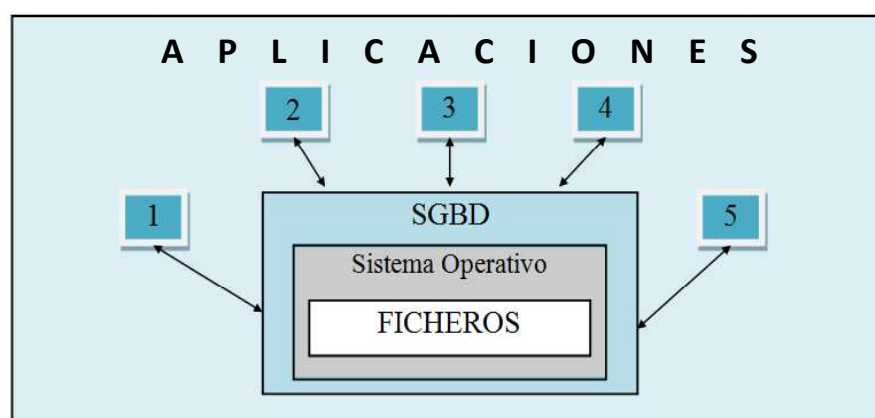 A P L I C A C I O N E S
2 3 4
1 5
SGBD
Sistema Operativo
FICHEROS